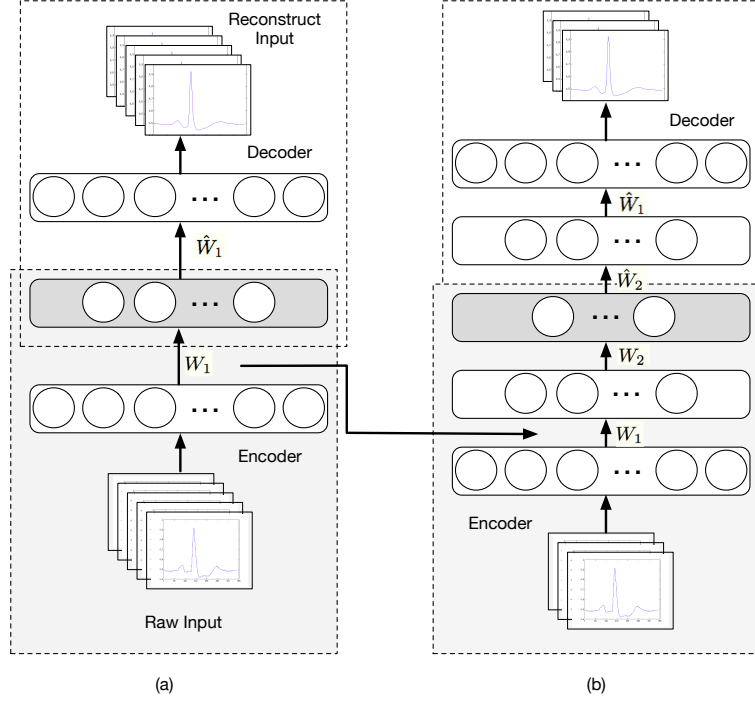 Reconstruct
Input
Decoder
Ŵ₁
W₁
Encoder
Raw Input
(a)
Decoder
Ŵ₁
Ŵ₂
W₂
W₁
Encoder
(b)